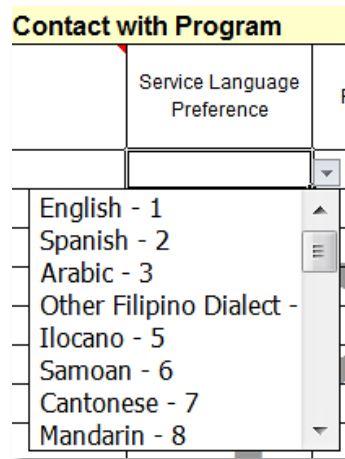 Contact with Program
Service Language
Preference
English - 1
Spanish - 2
Arabic - 3
Other Filipino Dialect -
Ilocano - 5
Samoan - 6
Cantonese - 7
Mandarin - 8